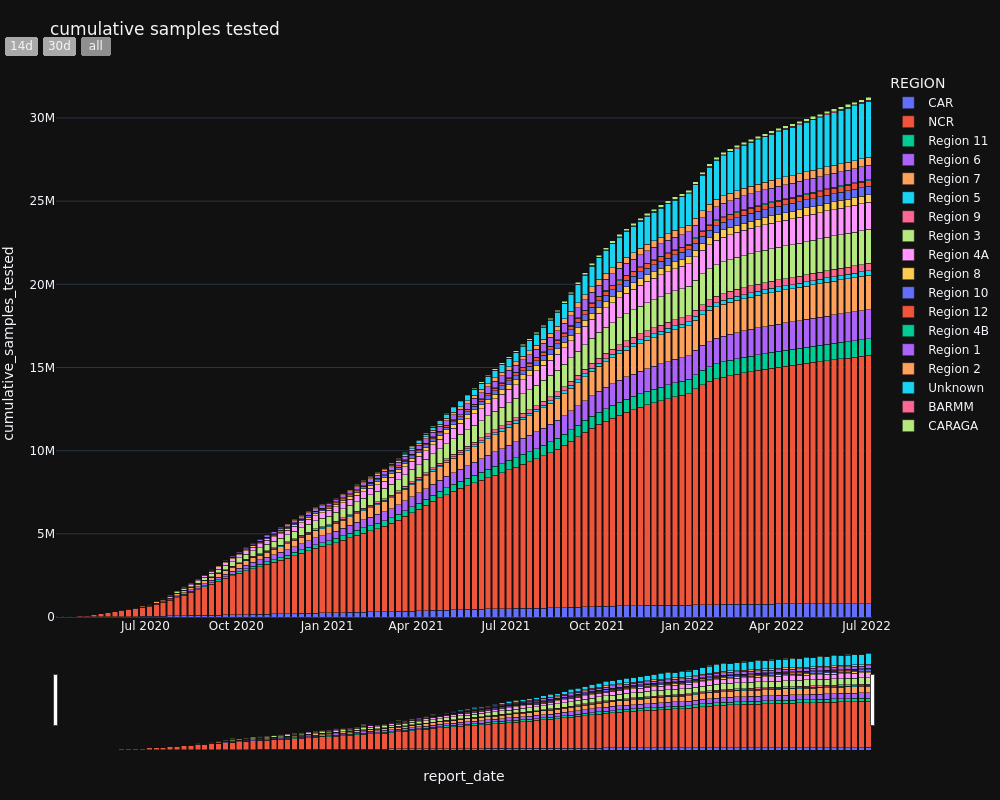 cumulative samples tested
14d 30d all
REGION
CAR
NCR
Region 11
Region 6
Region 7
Region 5
Region 9
Region 3
Region 4A
Region 8
Region 10
Region 12
Region 4B
Region 1
Region 2
Unknown
BARMM
CARAGA
cumulative_samples_tested
30M
25M
20M
15M
10M
5M
0
Jul 2020 Oct 2020 Jan 2021 Apr 2021 Jul 2021 Oct 2021 Jan 2022 Apr 2022 Jul 2022
report_date